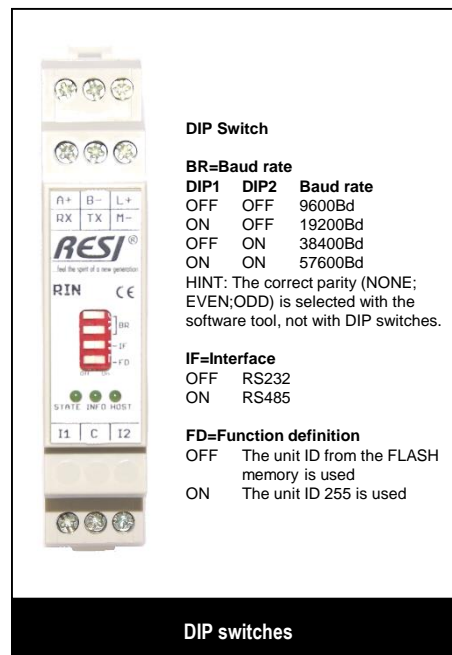 A+ B- L+
RX TX M-
RESI®
...feel the spirit of a new generation
RIN CE
BR
IF
FD
STATE INFO HOST
I1 C I2
DIP Switch
BR=Baud rate
DIP1 DIP2 Baud rate
OFF OFF 9600Bd
ON OFF 19200Bd
OFF ON 38400Bd
ON ON 57600Bd
HINT: The correct parity (NONE;
EVEN;ODD) is selected with the
software tool, not with DIP switches.
IF=Interface
OFF RS232
ON RS485
FD=Function definition
OFF The unit ID from the FLASH
memory is used
ON The unit ID 255 is used
DIP switches